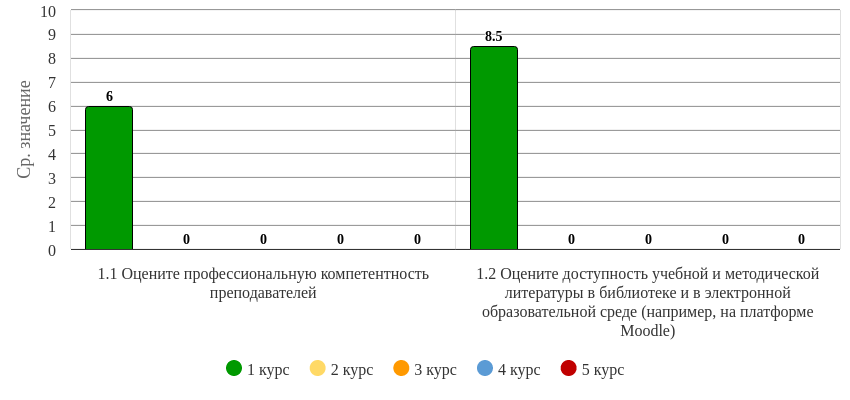 10
9
8
7
6
5
4
3
2
1
0
Ср. значение
6
0
0
0
0
8.5
0
0
0
0
1.1 Оцените профессиональную компетентность
преподавателей
1.2 Оцените доступность учебной и методической
литературы в библиотеке и в электронной
образовательной среде (например, на платформе
Moodle)
1 курс 2 курс 3 курс 4 курс 5 курс